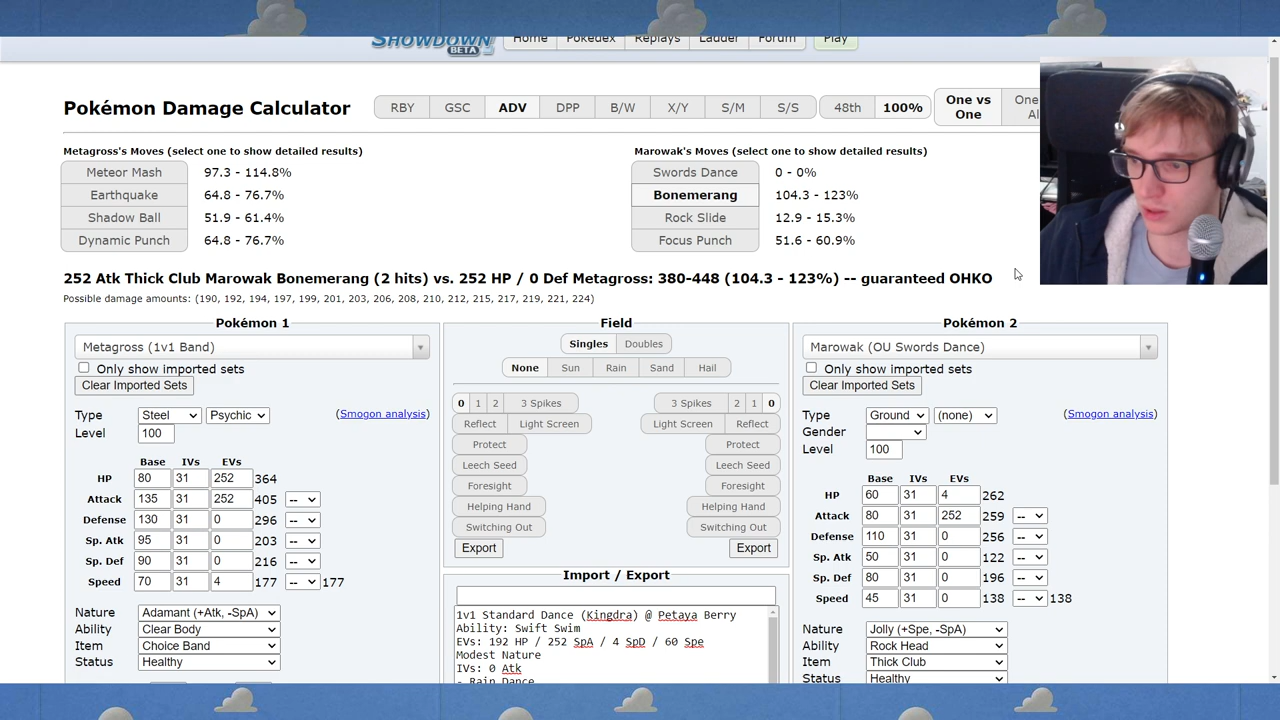 SHOWDOWN BETA
Home Pokédex Replays Ladder Forum Play
Pokémon Damage Calculator
RBY GSC ADV DPP B/W X/Y S/M S/S
48th 100%
One vs One
One
Metagross's Moves (select one to show detailed results)
Meteor Mash 97.3 - 114.8%
Earthquake 64.8 - 76.7%
Shadow Ball 51.9 - 61.4%
Dynamic Punch 64.8 - 76.7%
Marowak's Moves (select one to show detailed results)
Swords Dance 0 - 0%
Bonemerang 104.3 - 123%
Rock Slide 12.9 - 15.3%
Focus Punch 51.6 - 60.9%
252 Atk Thick Club Marowak Bonemerang (2 hits) vs. 252 HP / 0 Def Metagross: 380-448 (104.3 - 123%) -- guaranteed OHKO
Possible damage amounts: (190, 192, 194, 197, 199, 201, 203, 206, 208, 210, 212, 215, 217, 219, 221, 224)
Pokémon 1
Metagross (1v1 Band)
Only show imported sets
Clear Imported Sets
Type Steel Psychic (Smogon analysis)
Level 100
Base IVs EVs
HP 80 31 252 364
Attack 135 31 252 405 --
Defense 130 31 0 296 --
Sp. Atk 95 31 0 203 --
Sp. Def 90 31 0 216 --
Speed 70 31 4 177 -- 177
Nature Adamant (+Atk, -SpA)
Ability Clear Body
Item Choice Band
Status Healthy
Field
Singles Doubles
None Sun Rain Sand Hail
0 1 2 3 Spikes 3 Spikes 2 1 0
Reflect Light Screen Light Screen Reflect
Protect Protect
Leech Seed Leech Seed
Foresight Foresight
Helping Hand Helping Hand
Switching Out Switching Out
Export Export
Import / Export
1v1 Standard Dance (Kingdra) @ Petaya Berry
Ability: Swift Swim
EVs: 192 HP / 252 SpA / 4 SpD / 60 Spe
Modest Nature
IVs: 0 Atk
- Rain Dance
Pokémon 2
Marowak (OU Swords Dance)
Only show imported sets
Clear Imported Sets
Type Ground (none) (Smogon analysis)
Gender
Level 100
Base IVs EVs
HP 60 31 4 262
Attack 80 31 252 259 --
Defense 110 31 0 256 --
Sp. Atk 50 31 0 122 --
Sp. Def 80 31 0 196 --
Speed 45 31 0 138 -- 138
Nature Jolly (+Spe, -SpA)
Ability Rock Head
Item Thick Club
Status Healthy